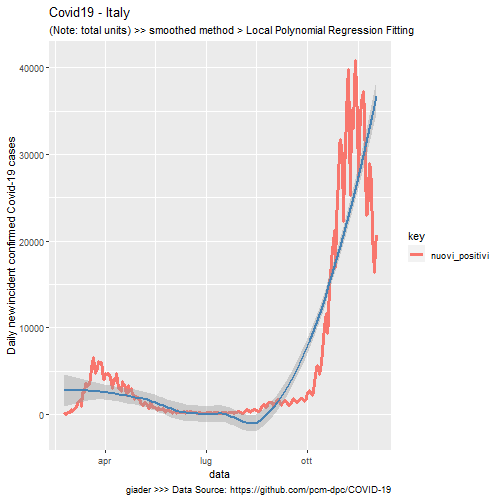 Covid19 - Italy
(Note: total units) >> smoothed method > Local Polynomial Regression Fitting
Daily new incident confirmed Covid-19 cases
40000
30000
20000
10000
0
apr
lug
ott
data
key
nuovi_positivi
giader >>> Data Source: https://github.com/pcm-dpc/COVID-19